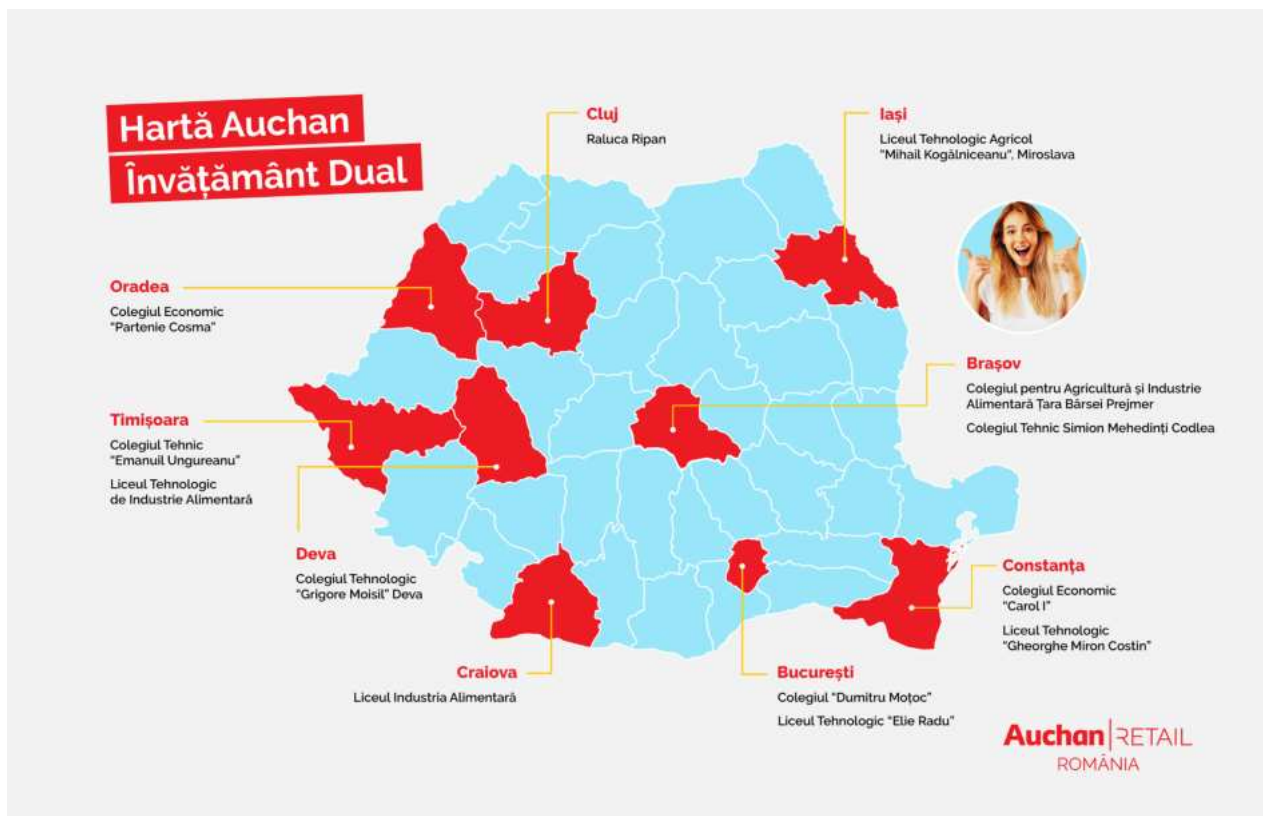 Hartă Auchan
Învățământ Dual
Cluj
Raluca Ripan
Iași
Liceul Tehnologic Agricol
"Mihail Kogălniceanu", Miroslava
Oradea
Colegiul Economic
"Partenie Cosma"
Brașov
Colegiul pentru Agricultură și Industrie
Alimentară Țara Bârsei Prejmer
Colegiul Tehnic Simion Mehedinți Codlea
Timișoara
Colegiul Tehnic
"Emanuil Ungureanu"
Liceul Tehnologic
de Industrie Alimentară
Deva
Colegiul Tehnologic
"Grigore Moisil" Deva
Constanța
Colegiul Economic
"Carol I"
Liceul Tehnologic
"Gheorghe Miron Costin"
Craiova
Liceul Industria Alimentară
București
Colegiul "Dumitru Moțoc"
Liceul Tehnologic "Elie Radu"
Auchan | RETAIL
ROMÂNIA